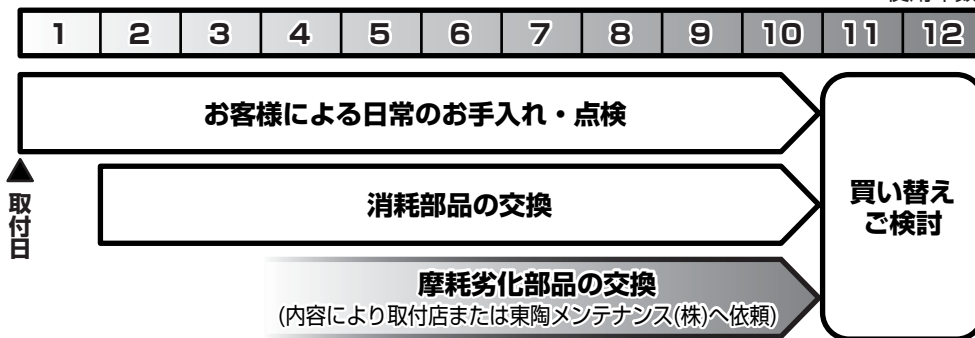 1 2 3 4 5 6 7 8 9 10 11 12
お客様による日常のお手入れ・点検
取付日
消耗部品の交換
買い替え
ご検討
摩耗劣化部品の交換
(内容により取付店または東陶メンテナンス(株)へ依頼)